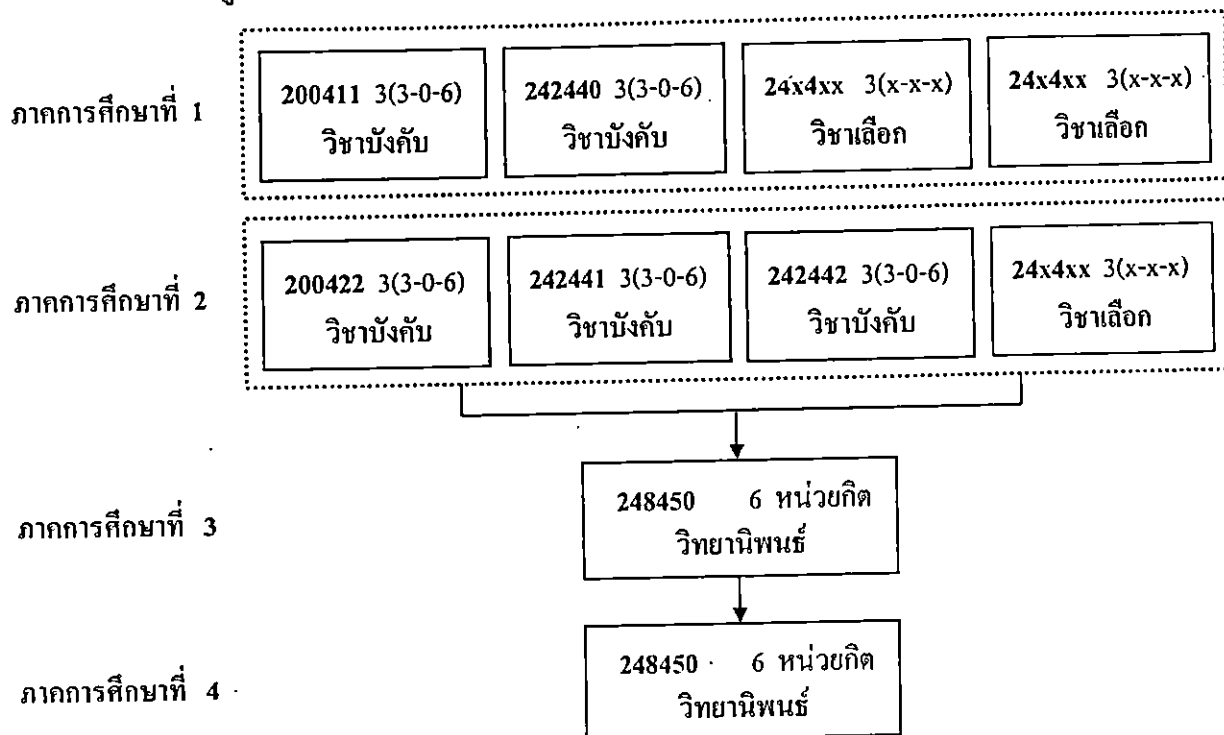 ภาคการศึกษาที่ 1
200411 3(3-0-6)
วิชาบังคับ
242440 3(3-0-6)
วิชาบังคับ
24x4xx 3(x-x-x)
วิชาเลือก
24x4xx 3(x-x-x)
วิชาเลือก
ภาคการศึกษาที่ 2
200422 3(3-0-6)
วิชาบังคับ
242441 3(3-0-6)
วิชาบังคับ
242442 3(3-0-6)
วิชาบังคับ
24x4xx 3(x-x-x)
วิชาเลือก
ภาคการศึกษาที่ 3
248450 6 หน่วยกิต
วิทยานิพนธ์
ภาคการศึกษาที่ 4
248450 6 หน่วยกิต
วิทยานิพนธ์